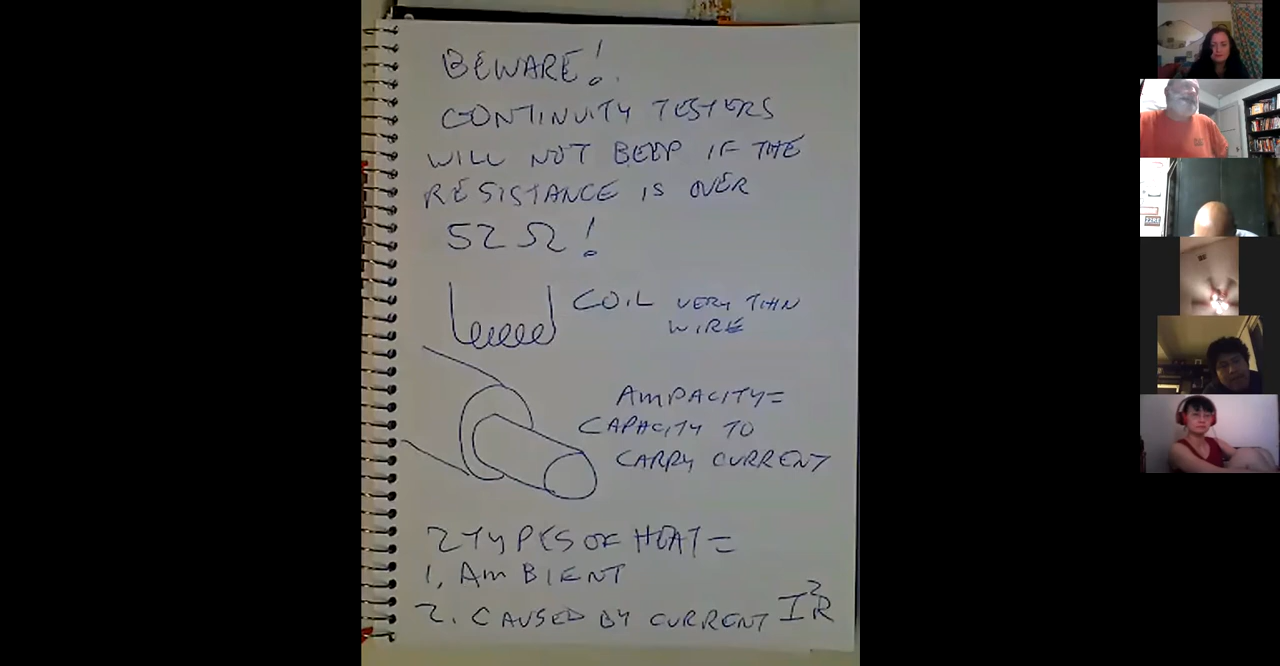 BEWARE!
CONTINUITY TESTERS
WILL NOT BEEP IF THE
RESISTANCE IS OVER
52 Ω!
COIL VERY THIN
WIRE
AMPACITY=
CAPACITY TO
CARRY CURRENT
2 TYPES OF HEAT=
1, AMBIENT
2. CAUSED BY CURRENT I²R